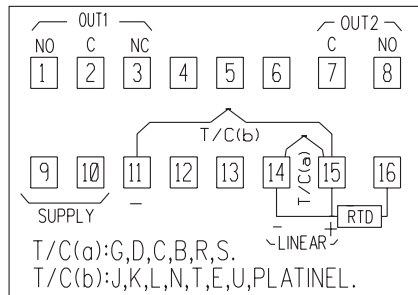 OUT1 OUT2
NO C NC C NO
1 2 3 4 5 6 7 8
T/C(b)
T/C(a)
9 10 11 12 13 14 15 16
- - +
SUPPLY RTD
LINEAR
T/C(a):G,D,C,B,R,S.
T/C(b):J,K,L,N,T,E,U,PLATINEL.